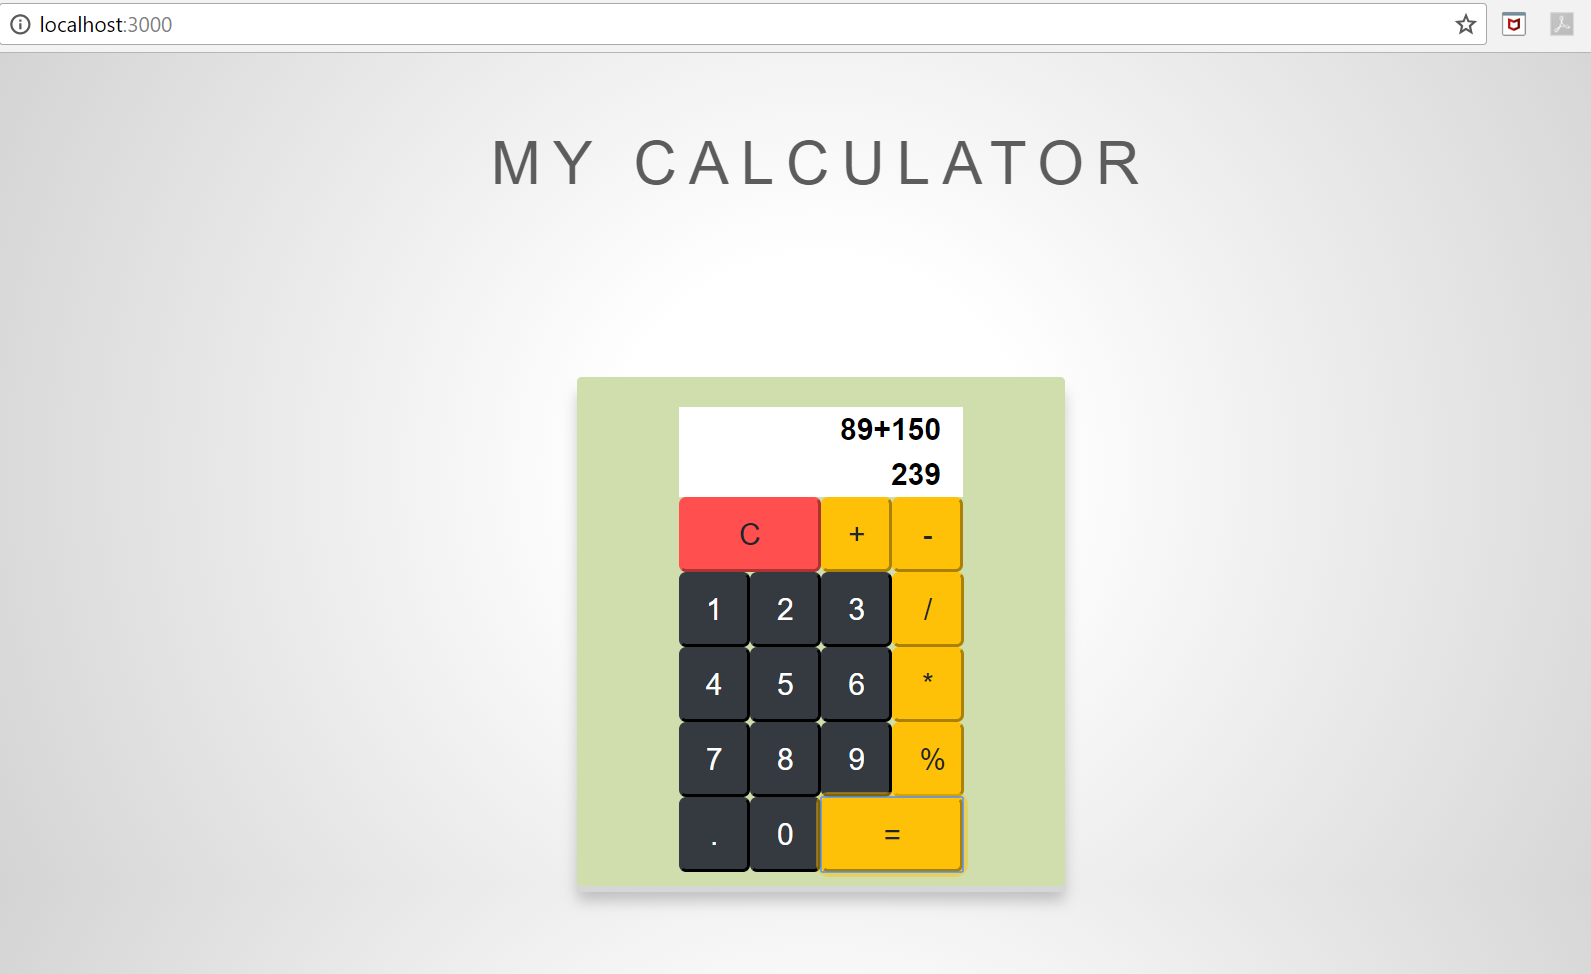 localhost:3000
MY CALCULATOR
89+150
239
C + -
1 2 3 /
4 5 6 *
7 8 9 %
. 0 =